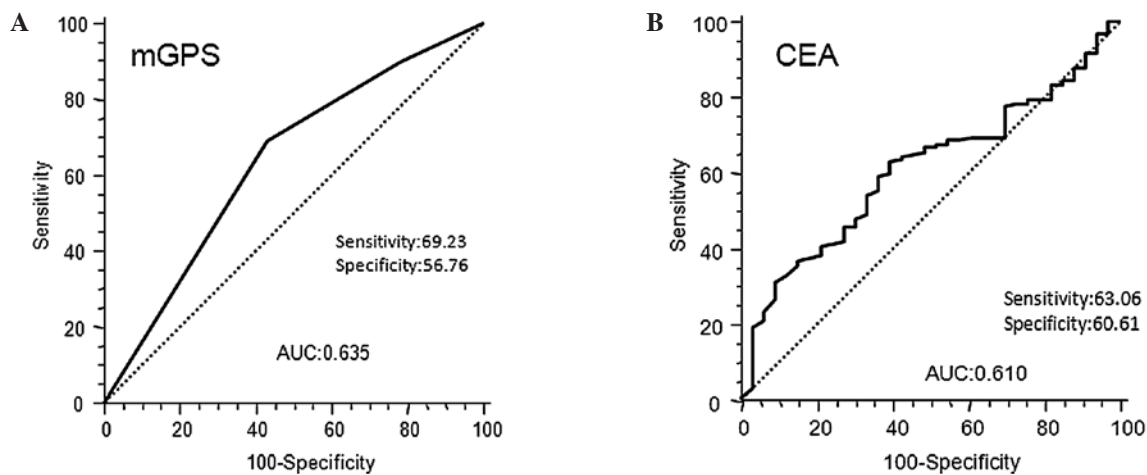 A
mGPS
100
80
60
40
20
0
Sensitivity
Sensitivity:69.23
Specificity:56.76
AUC:0.635
0 20 40 60 80 100
100-Specificity
B
CEA
100
80
60
40
20
0
Sensitivity
Sensitivity:63.06
Specificity:60.61
AUC:0.610
0 20 40 60 80 100
100-Specificity